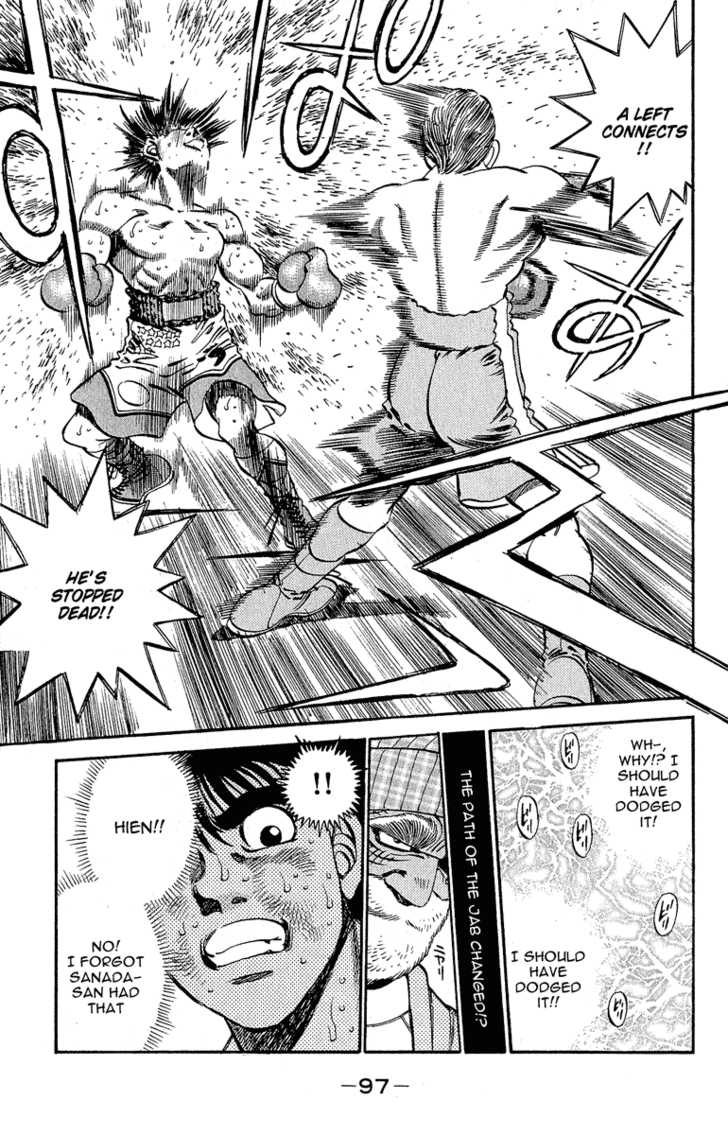 A LEFT
CONNECTS
!!
HE'S
STOPPED
DEAD!!
WH-,
WHY!? I
SHOULD
HAVE
DODGED
IT!
I SHOULD
HAVE
DODGED
IT!!
THE PATH OF THE JAB CHANGED!?
!!
HIEN!!
NO!
I FORGOT
SANADA-
SAN HAD
THAT
-97-